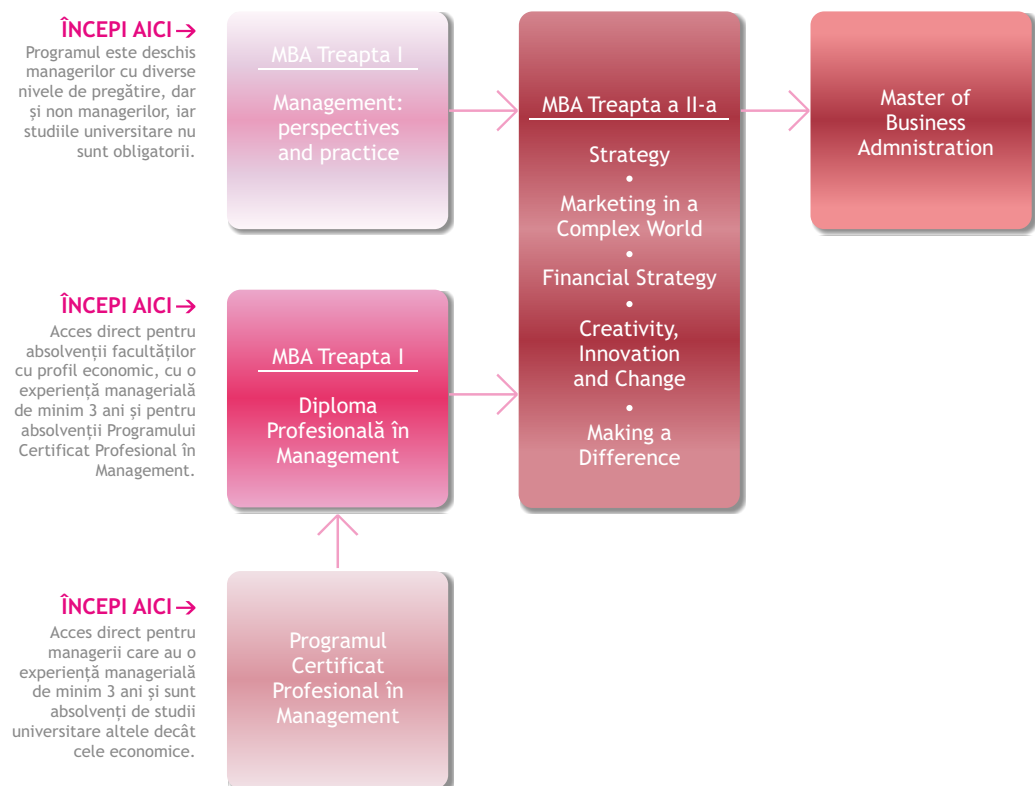 ÎNCEPI AICI →
Programul este deschis
managerilor cu diverse
nivele de pregătire, dar
și non managerilor, iar
studiile universitare nu
sunt obligatorii.
MBA Treapta I
Management:
perspectives
and practice
MBA Treapta a II-a
Strategy
•
Marketing in a
Complex World
•
Financial Strategy
•
Creativity,
Innovation
and Change
•
Making a
Difference
Master of
Business
Admnistration
ÎNCEPI AICI →
Acces direct pentru
absolvenții facultăților
cu profil economic, cu o
experiență managerială
de minim 3 ani și pentru
absolvenții Programului
Certificat Profesional în
Management.
MBA Treapta I
Diploma
Profesională în
Management
ÎNCEPI AICI →
Acces direct pentru
managerii care au o
experiență managerială
de minim 3 ani și sunt
absolvenți de studii
universitare altele decât
cele economice.
Programul
Certificat
Profesional în
Management